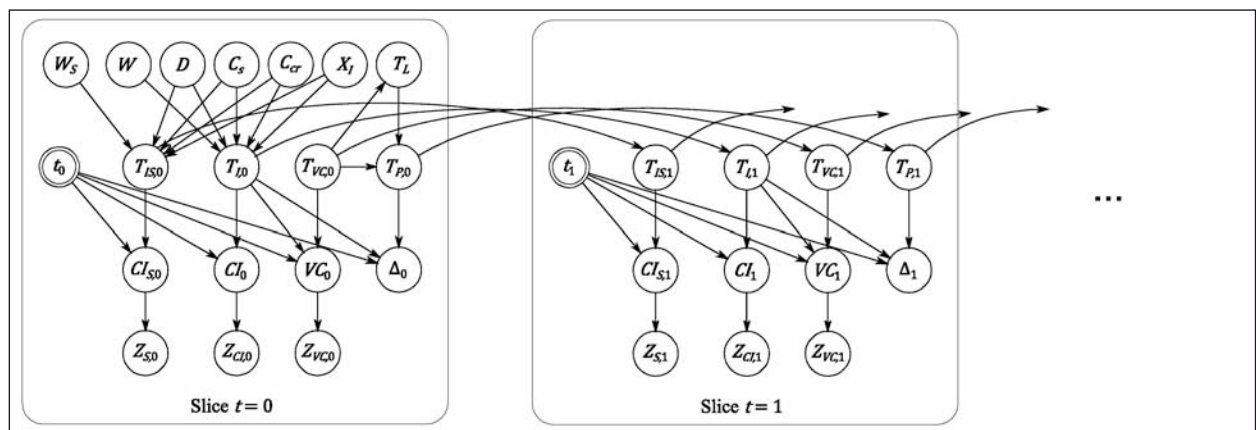 W_S W D C_s C_cr X_I T_L
t_0 T_IS,0 T_I,0 T_VC,0 T_P,0 t_1 T_IS,1 T_I,1 T_VC,1 T_P,1
...
CI_S,0 CI_0 VC_0 Δ_0 CI_S,1 CI_1 VC_1 Δ_1
Z_S,0 Z_CI,0 Z_VC,0 Z_S,1 Z_CI,1 Z_VC,1
Slice t = 0 Slice t = 1